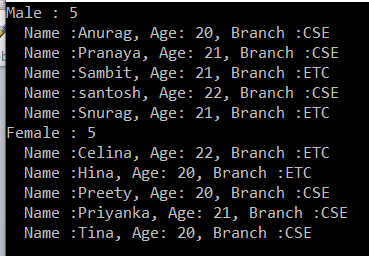 Male : 5
Name :Anurag, Age: 20, Branch :CSE
Name :Pranaya, Age: 21, Branch :CSE
Name :Sambit, Age: 21, Branch :ETC
Name :santosh, Age: 22, Branch :CSE
Name :Snurag, Age: 21, Branch :ETC
Female : 5
Name :Celina, Age: 22, Branch :ETC
Name :Hina, Age: 20, Branch :ETC
Name :Preety, Age: 20, Branch :CSE
Name :Priyanka, Age: 21, Branch :CSE
Name :Tina, Age: 20, Branch :CSE